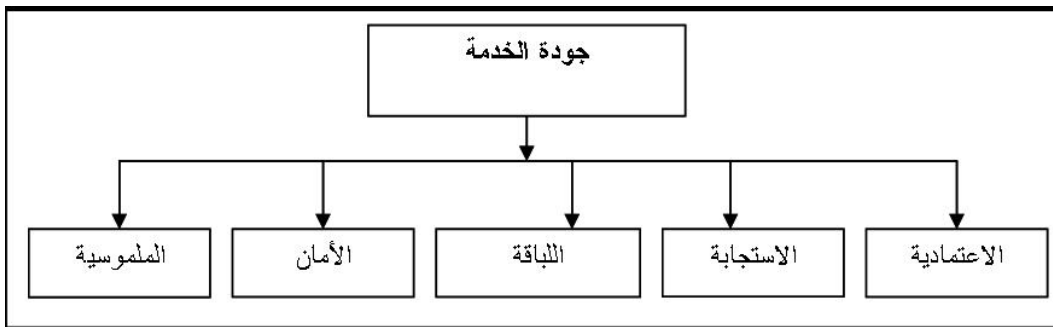 جودة الخدمة
الاعتمادية
الاستجابة
اللباقة
الأمان
الملموسية